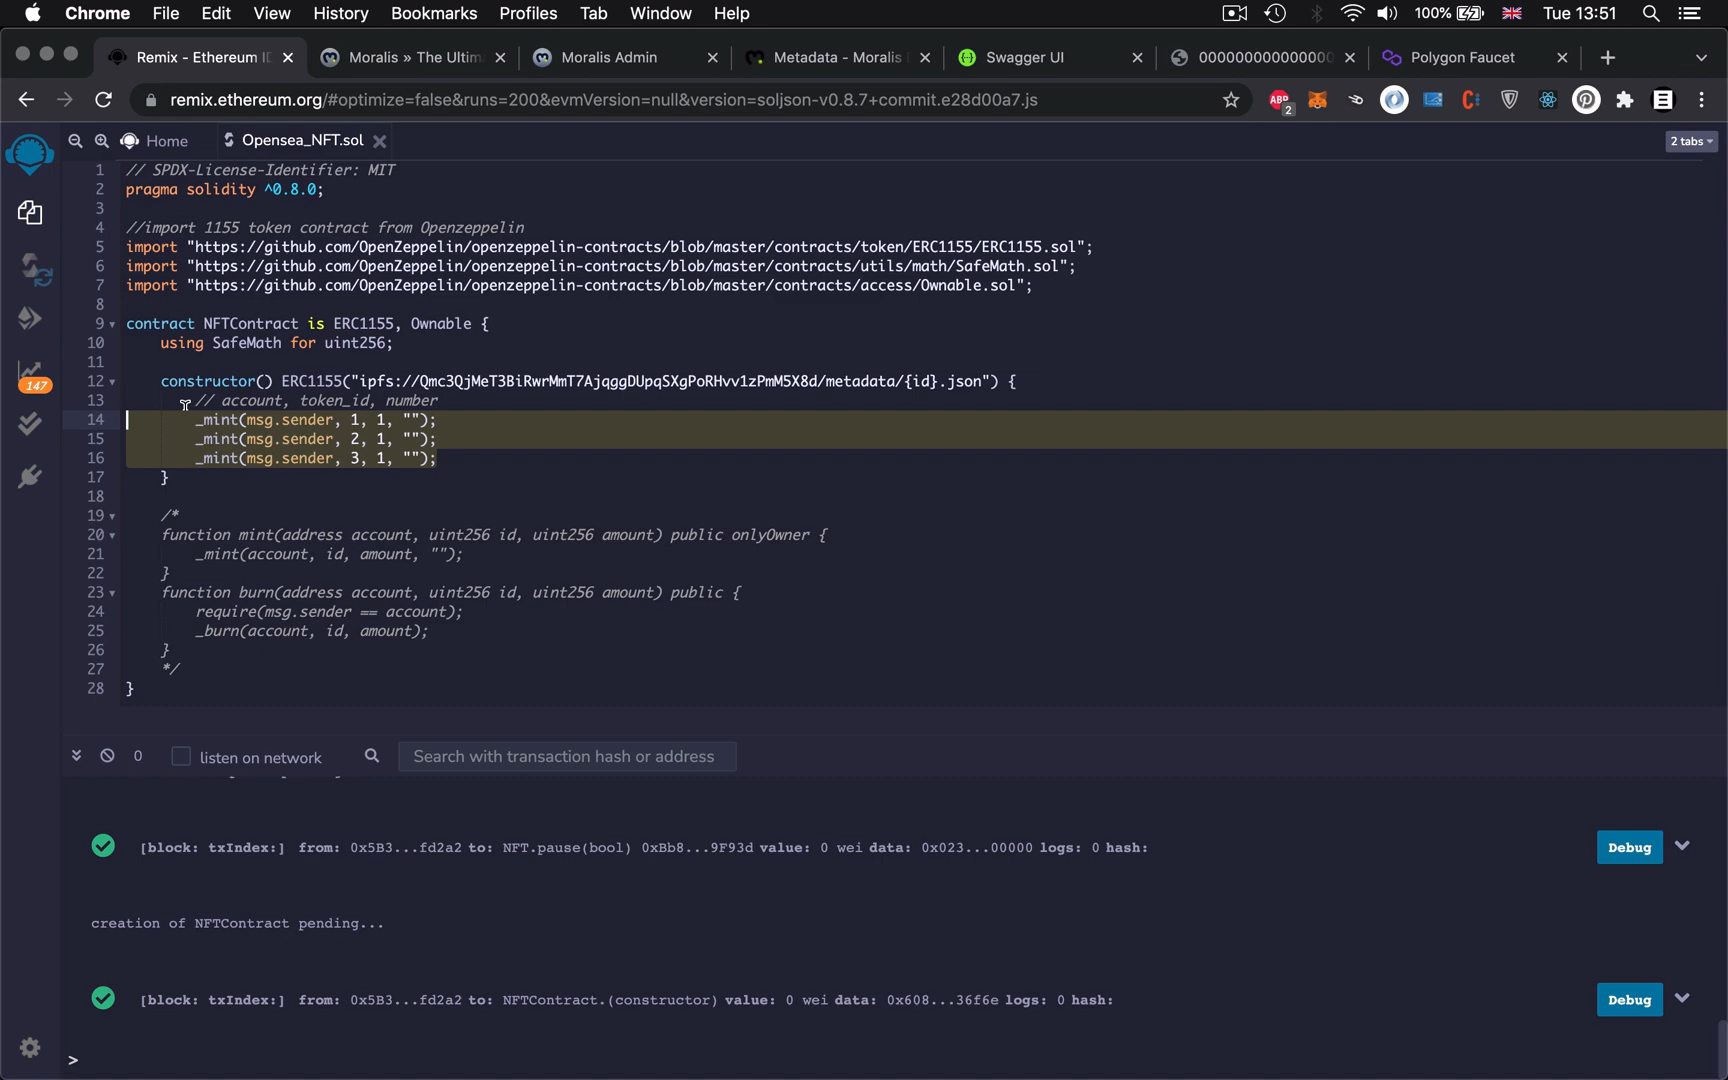 Chrome File Edit View History Bookmarks Profiles Tab Window Help 100% Tue 13:51
Remix - Ethereum ID Moralis » The Ultim Moralis Admin Metadata - Moralis Swagger UI Polygon Faucet
remix.ethereum.org/#optimize=false&runs=200&evmVersion=null&version=soljson-v0.8.7+commit.e28d00a7.js ABP 2
Home Opensea_NFT.sol 2 tabs
1 // SPDX-License-Identifier: MIT
2 pragma solidity ^0.8.0;
3
4 //import 1155 token contract from Openzeppelin
5 import "https://github.com/OpenZeppelin/openzeppelin-contracts/blob/master/contracts/token/ERC1155/ERC1155.sol";
6 import "https://github.com/OpenZeppelin/openzeppelin-contracts/blob/master/contracts/utils/math/SafeMath.sol";
7 import "https://github.com/OpenZeppelin/openzeppelin-contracts/blob/master/contracts/access/Ownable.sol";
8
9 contract NFTContract is ERC1155, Ownable {
10 using SafeMath for uint256;
11
12 constructor() ERC1155("ipfs://Qmc3QjMeT3BiRwrMmT7AjqggDUpqSXgPoRHvv1zPmM5X8d/metadata/{id}.json") {
13 // account, token_id, number
14 _mint(msg.sender, 1, 1, "");
15 _mint(msg.sender, 2, 1, "");
16 _mint(msg.sender, 3, 1, "");
17 }
18
19 /*
20 function mint(address account, uint256 id, uint256 amount) public onlyOwner {
21 _mint(account, id, amount, "");
22 }
23 function burn(address account, uint256 id, uint256 amount) public {
24 require(msg.sender == account);
25 _burn(account, id, amount);
26 }
27 */
28 }
147
0 listen on network Search with transaction hash or address
[block: txIndex:] from: 0x5B3...fd2a2 to: NFT.pause(bool) 0xBb8...9F93d value: 0 wei data: 0x023...00000 logs: 0 hash: Debug
creation of NFTContract pending...
[block: txIndex:] from: 0x5B3...fd2a2 to: NFTContract.(constructor) value: 0 wei data: 0x608...36f6e logs: 0 hash: Debug
>